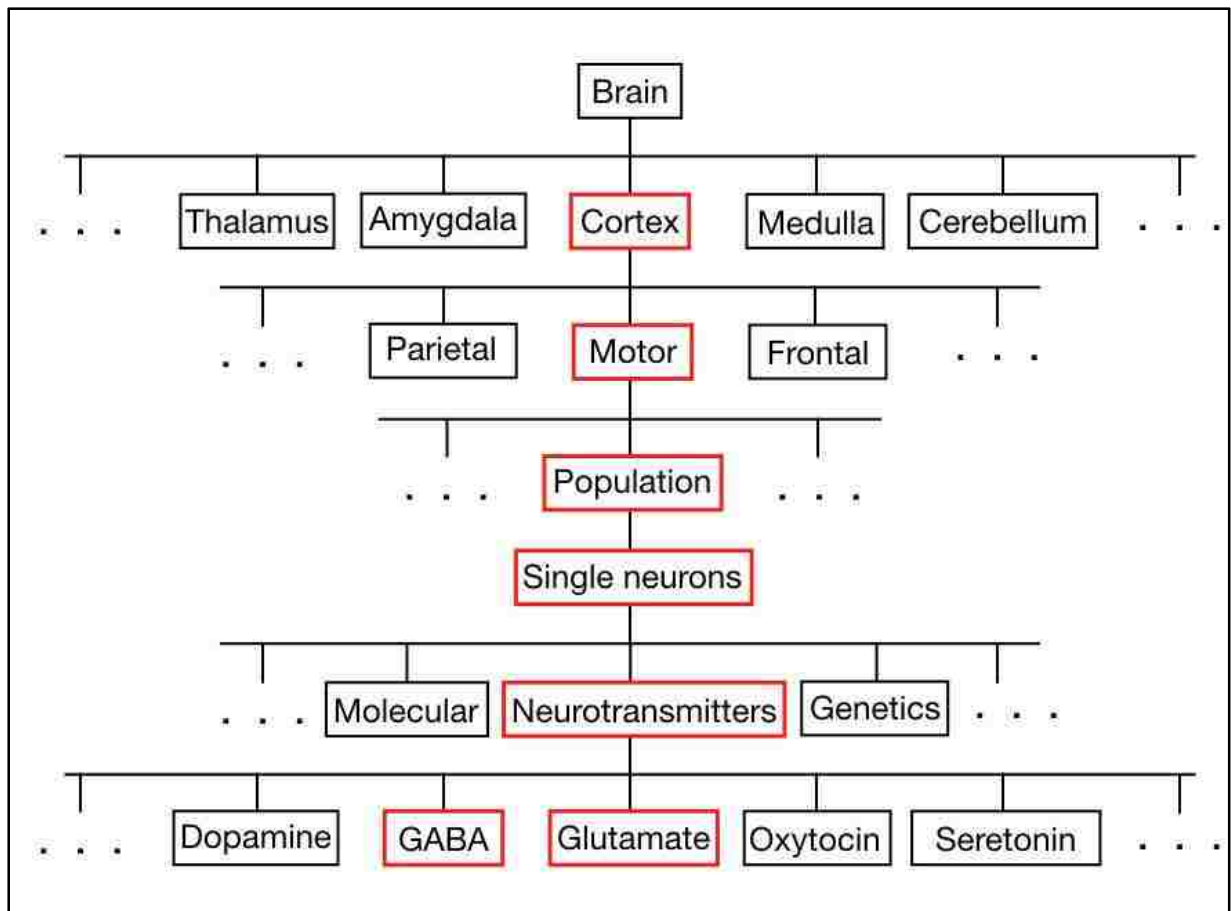 Brain
. . . Thalamus Amygdala Cortex Medulla Cerebellum . . .
. . . Parietal Motor Frontal . . .
. . . Population . . .
Single neurons
. . . Molecular Neurotransmitters Genetics . . .
. . . Dopamine GABA Glutamate Oxytocin Seretonin . . .